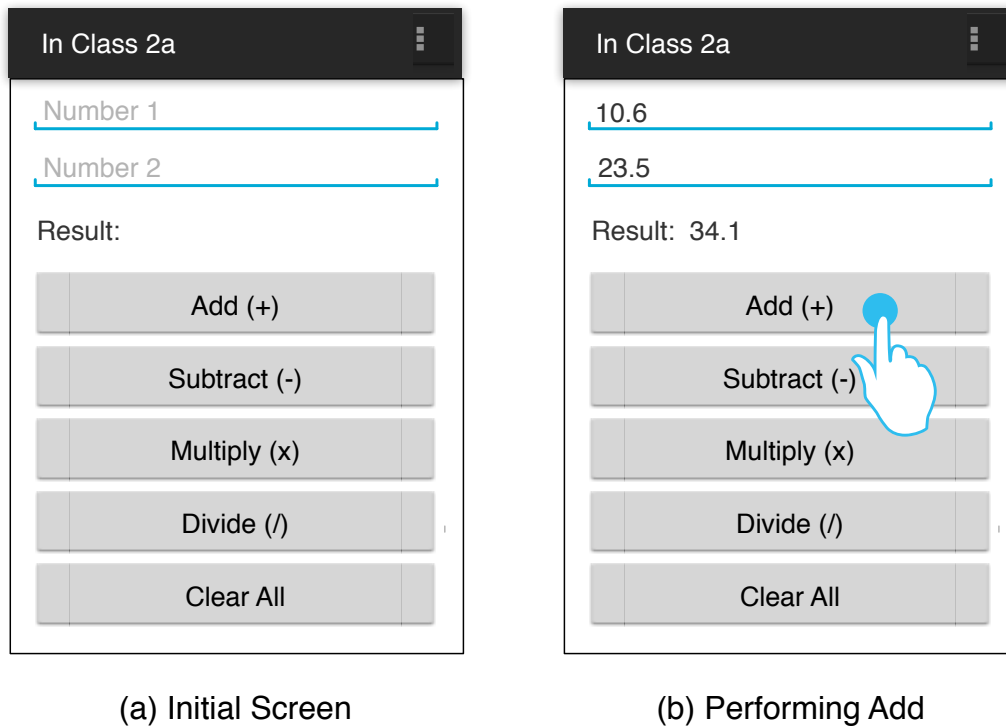 In Class 2a
Number 1
Number 2
Result:
Add (+)
Subtract (-)
Multiply (x)
Divide (/)
Clear All
(a) Initial Screen
In Class 2a
10.6
23.5
Result: 34.1
Add (+)
Subtract (-)
Multiply (x)
Divide (/)
Clear All
(b) Performing Add